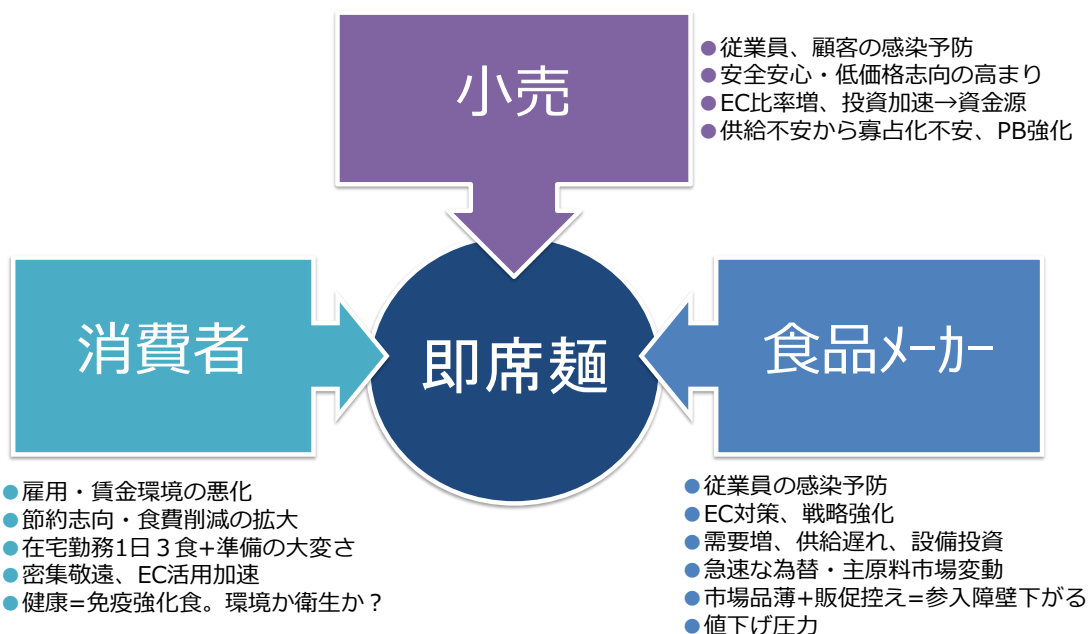 小売
●従業員、顧客の感染予防
●安全安心・低価格志向の高まり
●EC比率増、投資加速→資金源
●供給不安から寡占化不安、PB強化
消費者
即席麺
食品メーカー
●雇用・賃金環境の悪化
●節約志向・食費削減の拡大
●在宅勤務1日３食+準備の大変さ
●密集敬遠、EC活用加速
●健康=免疫強化食。環境か衛生か？
●従業員の感染予防
●EC対策、戦略強化
●需要増、供給遅れ、設備投資
●急速な為替・主原料市場変動
●市場品薄+販促控え=参入障壁下がる
●値下げ圧力